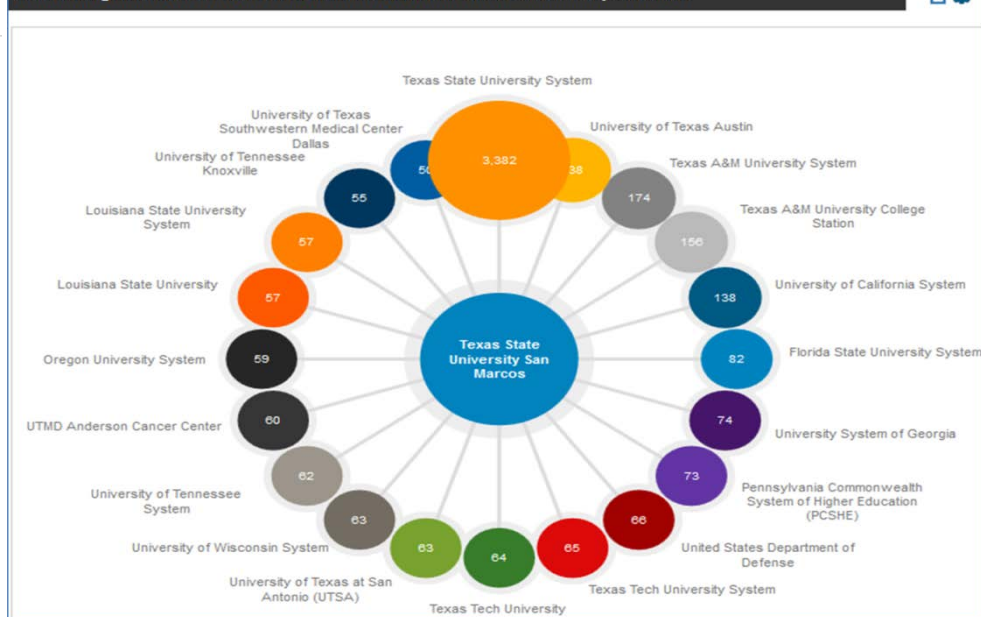 Texas State University System
3,382
University of Texas Austin
Texas A&M University System
174
Texas A&M University College
Station
156
University of California System
138
Florida State University System
82
University System of Georgia
74
Pennsylvania Commonwealth
System of Higher Education
(PCSHE)
73
United States Department of
Defense
66
Texas Tech University System
65
Texas Tech University
64
University of Texas at San
Antonio (UTSA)
63
University of Wisconsin System
63
University of Tennessee
System
62
UTMD Anderson Cancer Center
60
Oregon University System
59
Louisiana State University
57
Louisiana State University
System
57
University of Tennessee
Knoxville
55
University of Texas
Southwestern Medical Center
Dallas
Texas State
University San
Marcos